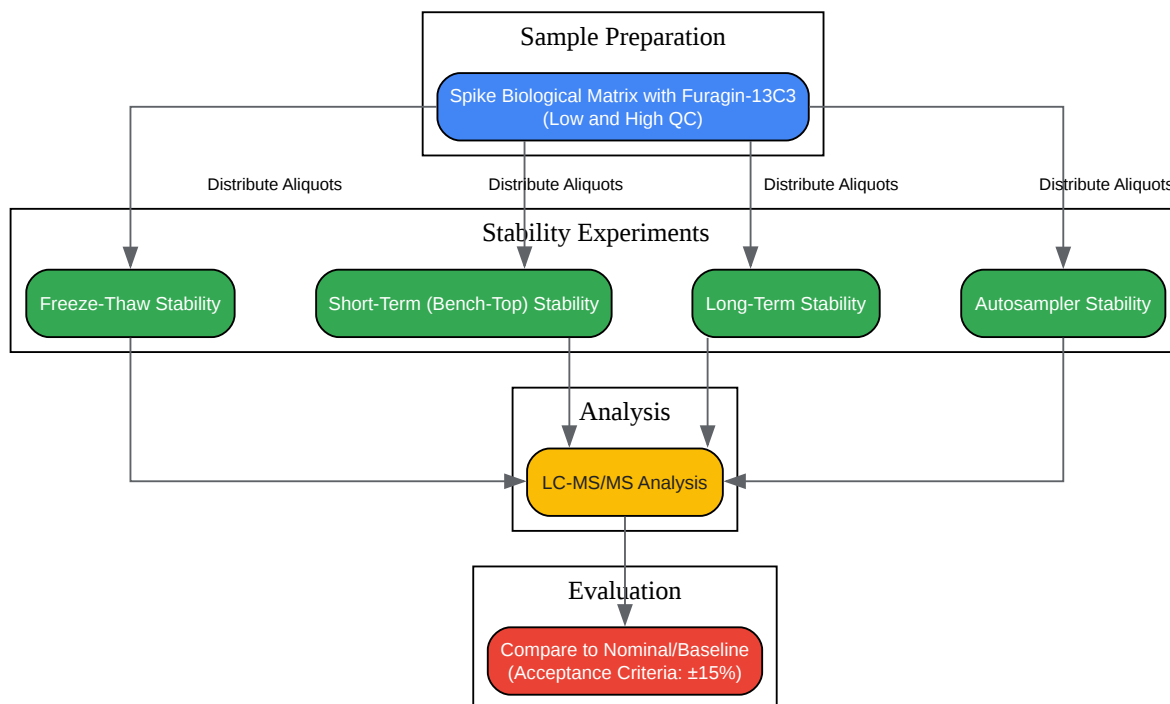 Sample Preparation
Spike Biological Matrix with Furagin-13C3
(Low and High QC)
Distribute Aliquots
Distribute Aliquots
Distribute Aliquots
Distribute Aliquots
Stability Experiments
Freeze-Thaw Stability
Short-Term (Bench-Top) Stability
Long-Term Stability
Autosampler Stability
Analysis
LC-MS/MS Analysis
Evaluation
Compare to Nominal/Baseline
(Acceptance Criteria: ±15%)